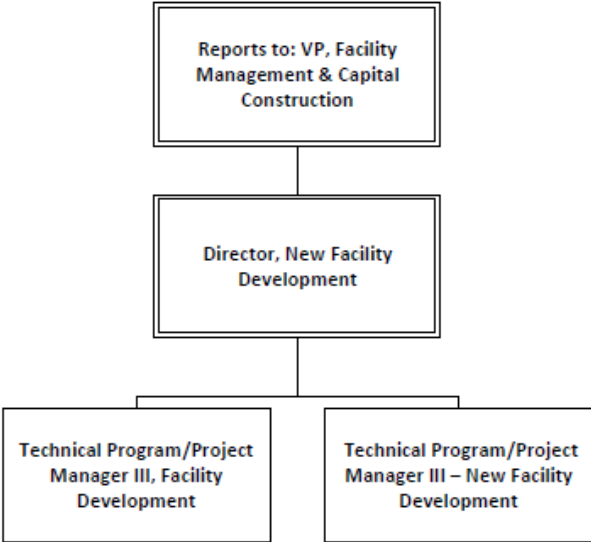 Reports to: VP, Facility
Management & Capital
Construction
Director, New Facility
Development
Technical Program/Project
Manager III, Facility
Development
Technical Program/Project
Manager III – New Facility
Development